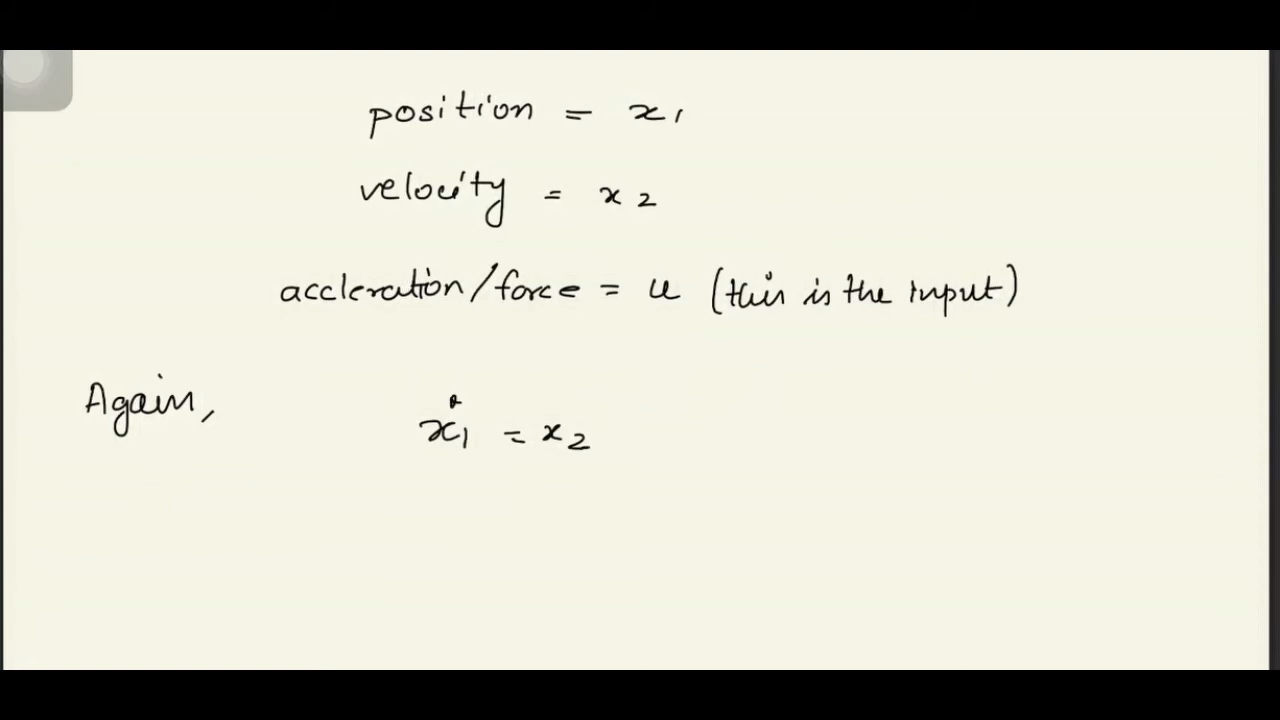 position = x₁
velocity = x₂
accleration/force = u (this is the input)
Again, ẋ₁ = x₂